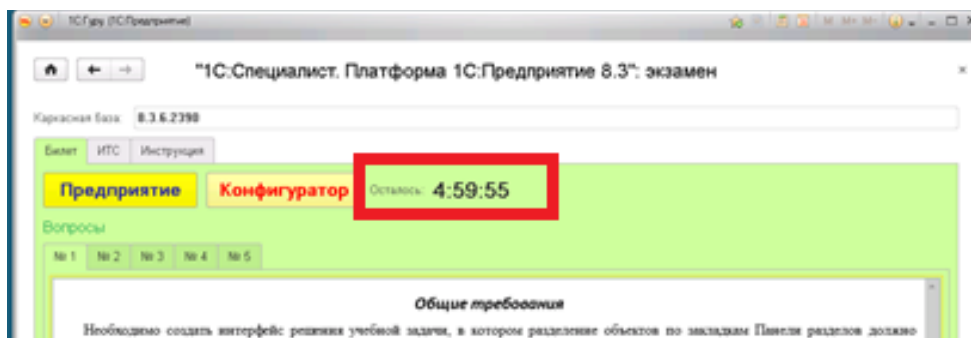 1С:Гуру (1С:Предприятие)
M M+ M-
"1С:Специалист. Платформа 1С:Предприятие 8.3": экзамен
Каркасная база: 8.3.6.2390
Билет ИТС Инструкция
Предприятие Конфигуратор Осталось: 4:59:55
Вопросы
№ 1 № 2 № 3 № 4 № 5
Общие требования
Необходимо создать интерфейс решения учебной задачи, в котором разделение объектов по закладкам Панели разделов должно